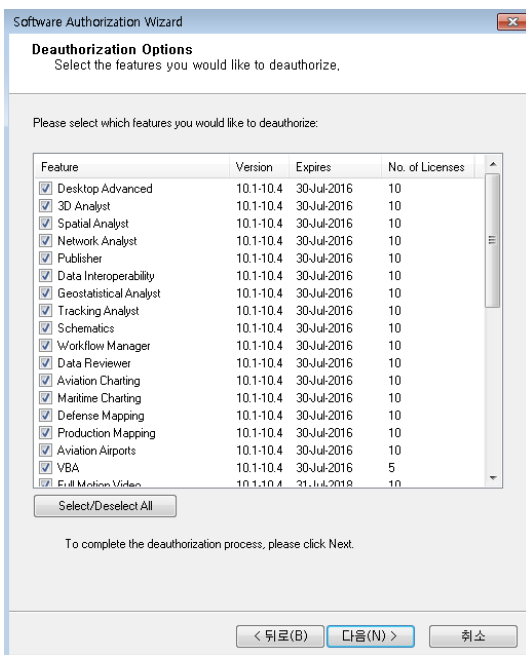 Software Authorization Wizard
Deauthorization Options
Select the features you would like to deauthorize,
Please select which features you would like to deauthorize:
Feature Version Expires No. of Licenses
Desktop Advanced 10.1-10.4 30-Jul-2016 10
3D Analyst 10.1-10.4 30-Jul-2016 10
Spatial Analyst 10.1-10.4 30-Jul-2016 10
Network Analyst 10.1-10.4 30-Jul-2016 10
Publisher 10.1-10.4 30-Jul-2016 10
Data Interoperability 10.1-10.4 30-Jul-2016 10
Geostatistical Analyst 10.1-10.4 30-Jul-2016 10
Tracking Analyst 10.1-10.4 30-Jul-2016 10
Schematics 10.1-10.4 30-Jul-2016 10
Workflow Manager 10.1-10.4 30-Jul-2016 10
Data Reviewer 10.1-10.4 30-Jul-2016 10
Aviation Charting 10.1-10.4 30-Jul-2016 10
Maritime Charting 10.1-10.4 30-Jul-2016 10
Defense Mapping 10.1-10.4 30-Jul-2016 10
Production Mapping 10.1-10.4 30-Jul-2016 10
Aviation Airports 10.1-10.4 30-Jul-2016 10
VBA 10.1-10.4 30-Jul-2016 5
Full Motion Video 10.1-10.4 31-Jul-2018 10
Select/Deselect All
To complete the deauthorization process, please click Next.
< 뒤로(B) 다음(N) > 취소